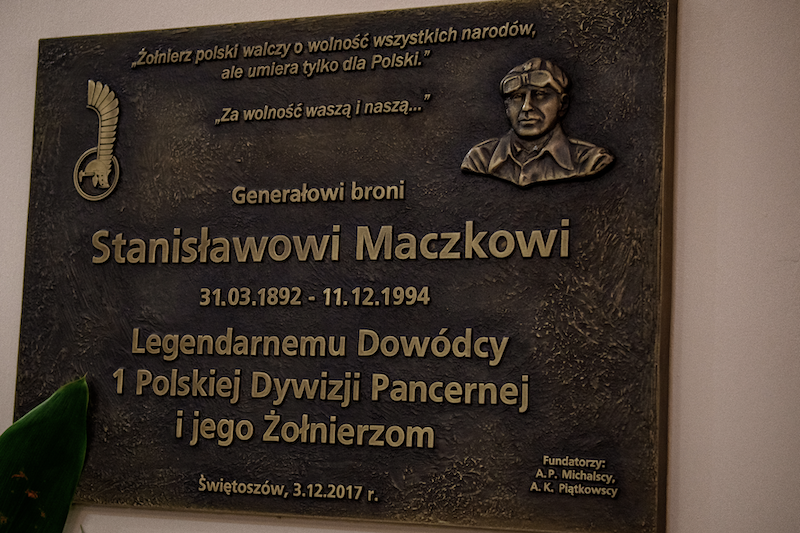 „Żołnierz polski walczy o wolność wszystkich narodów,
ale umiera tylko dla Polski.”
„Za wolność waszą i naszą...”
Generałowi broni
Stanisławowi Maczkowi
31.03.1892 - 11.12.1994
Legendarnemu Dowódcy
1 Polskiej Dywizji Pancernej
i jego Żołnierzom
Świętoszów, 3.12.2017 r.
Fundatorzy:
A.P. Michalscy,
A. K. Piątkowscy